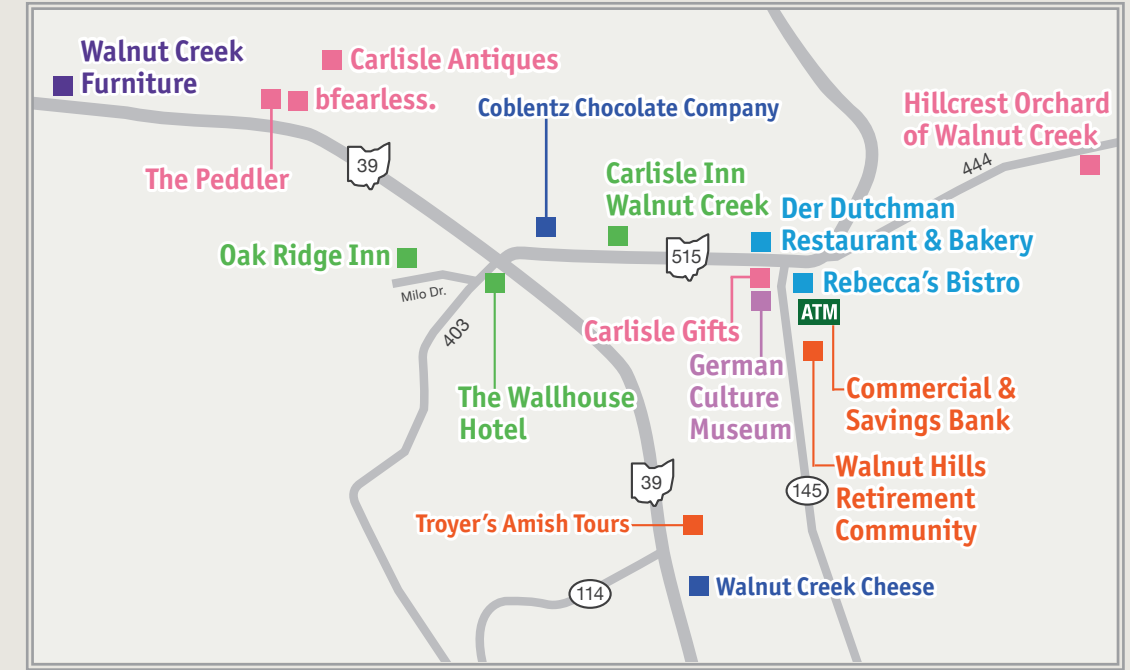 Walnut Creek
Furniture
Carlisle Antiques
bfearless.
The Peddler
39
Coblentz Chocolate Company
Hillcrest Orchard
of Walnut Creek
444
Carlisle Inn
Walnut Creek
Der Dutchman
Restaurant & Bakery
Oak Ridge Inn
515
Milo Dr.
Rebecca's Bistro
ATM
403
Carlisle Gifts
German
Culture
Museum
The Wallhouse
Hotel
Commercial &
Savings Bank
Walnut Hills
Retirement
Community
39
145
Troyer's Amish Tours
114
Walnut Creek Cheese